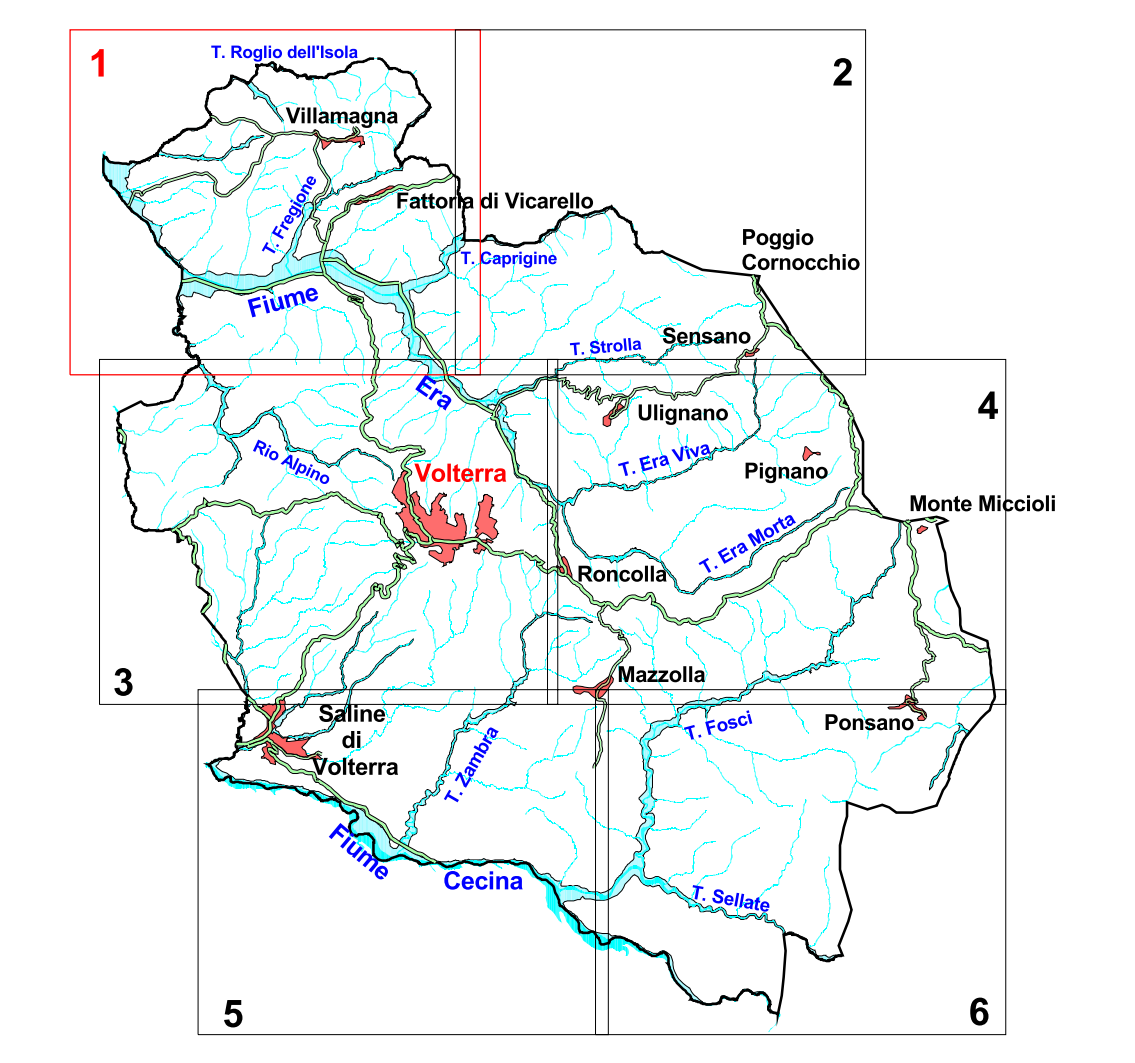 1
T. Roglio dell'Isola
2
Villamagna
T. Fregione
Fattoria di Vicarello
Poggio
Cornocchio
T. Caprigine
Fiume
Sensano
T. Strolla
Era
Ulignano
4
T. Era Viva
Pignano
Rio Alpino
Volterra
Monte Miccioli
T. Era Morta
Roncolla
3
Mazzolla
Saline
di
Volterra
T. Zambra
T. Fosci
Ponsano
Fiume
Cecina
T. Sellate
5
6